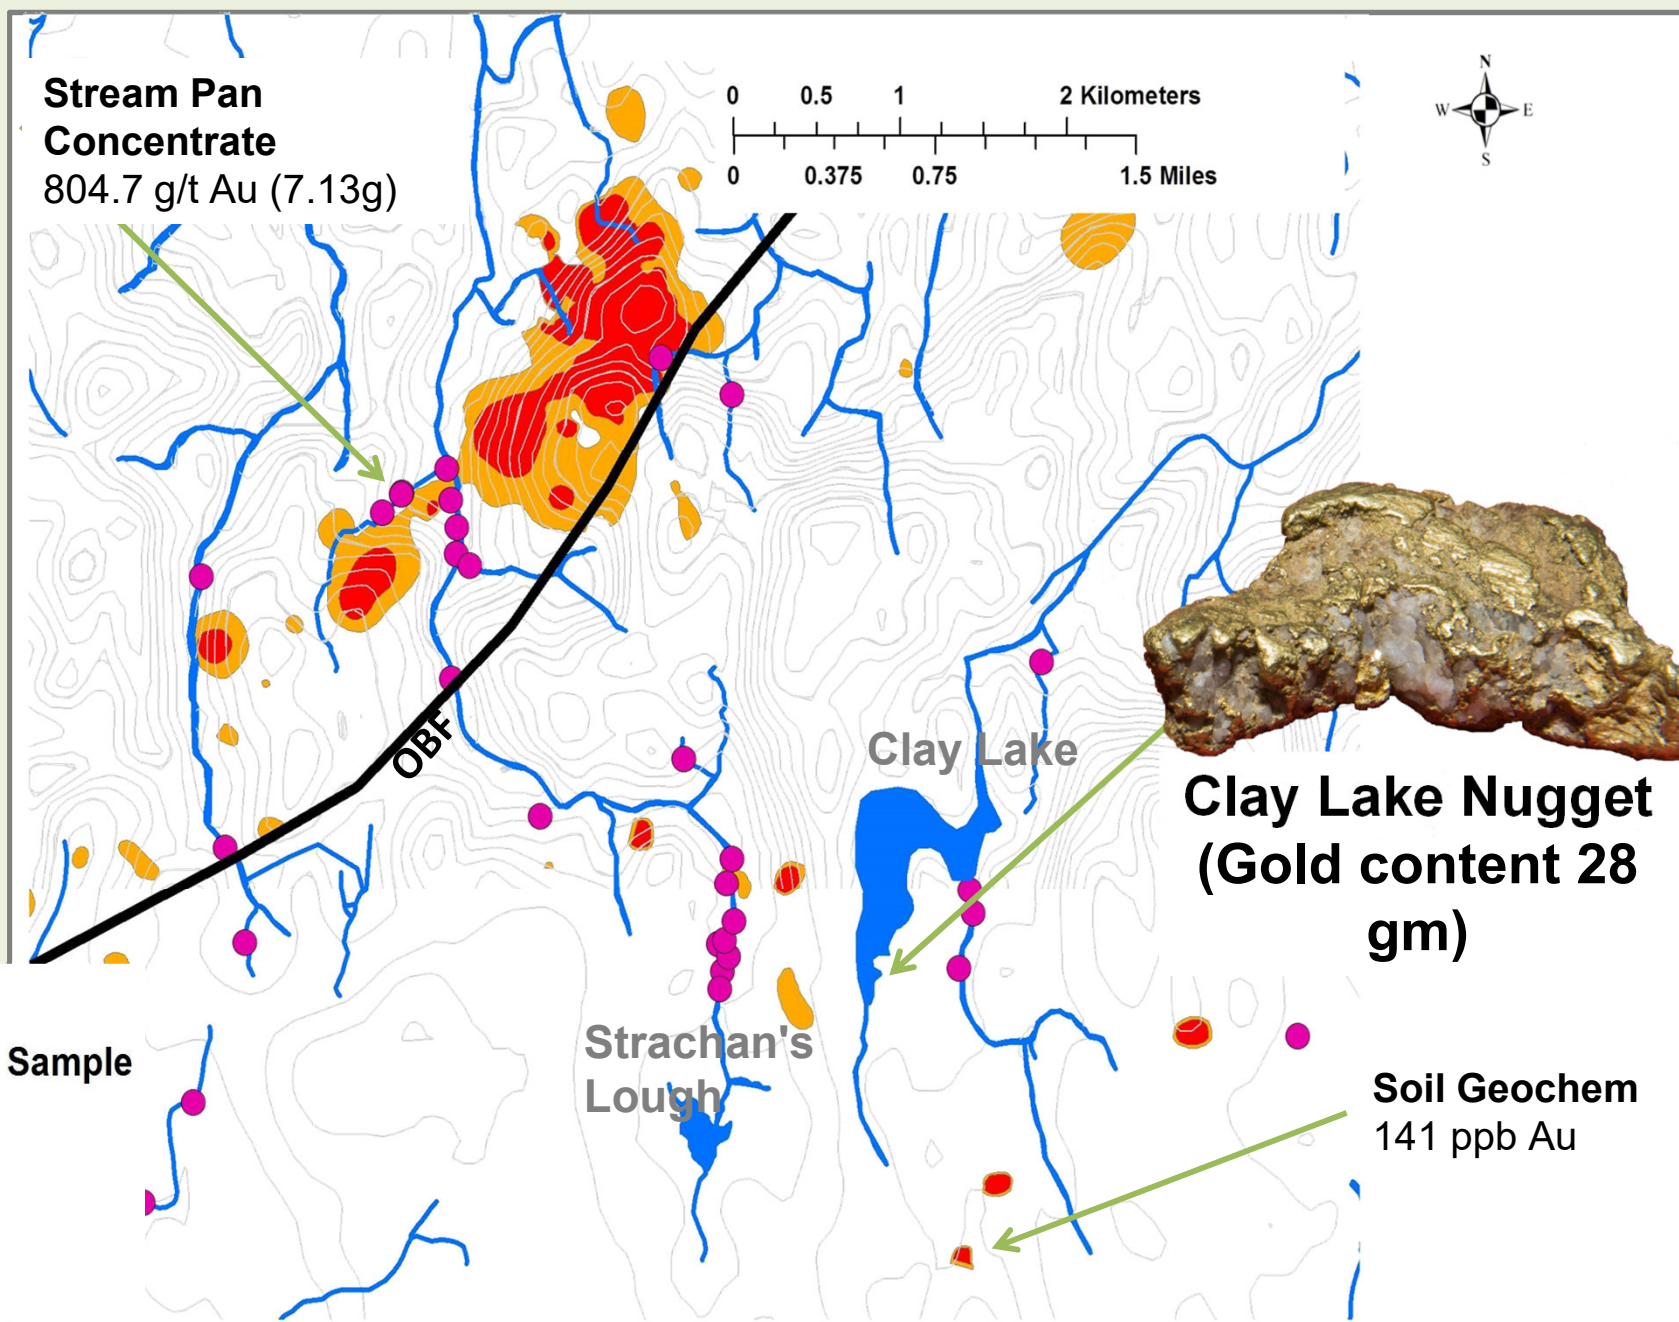 Stream Pan
Concentrate
804.7 g/t Au (7.13g)
0 0.5 1 2 Kilometers
0 0.375 0.75 1.5 Miles
N
W E
S
OBF
Clay Lake
Clay Lake Nugget
(Gold content 28
gm)
Strachan's
Lough
Sample
Soil Geochem
141 ppb Au